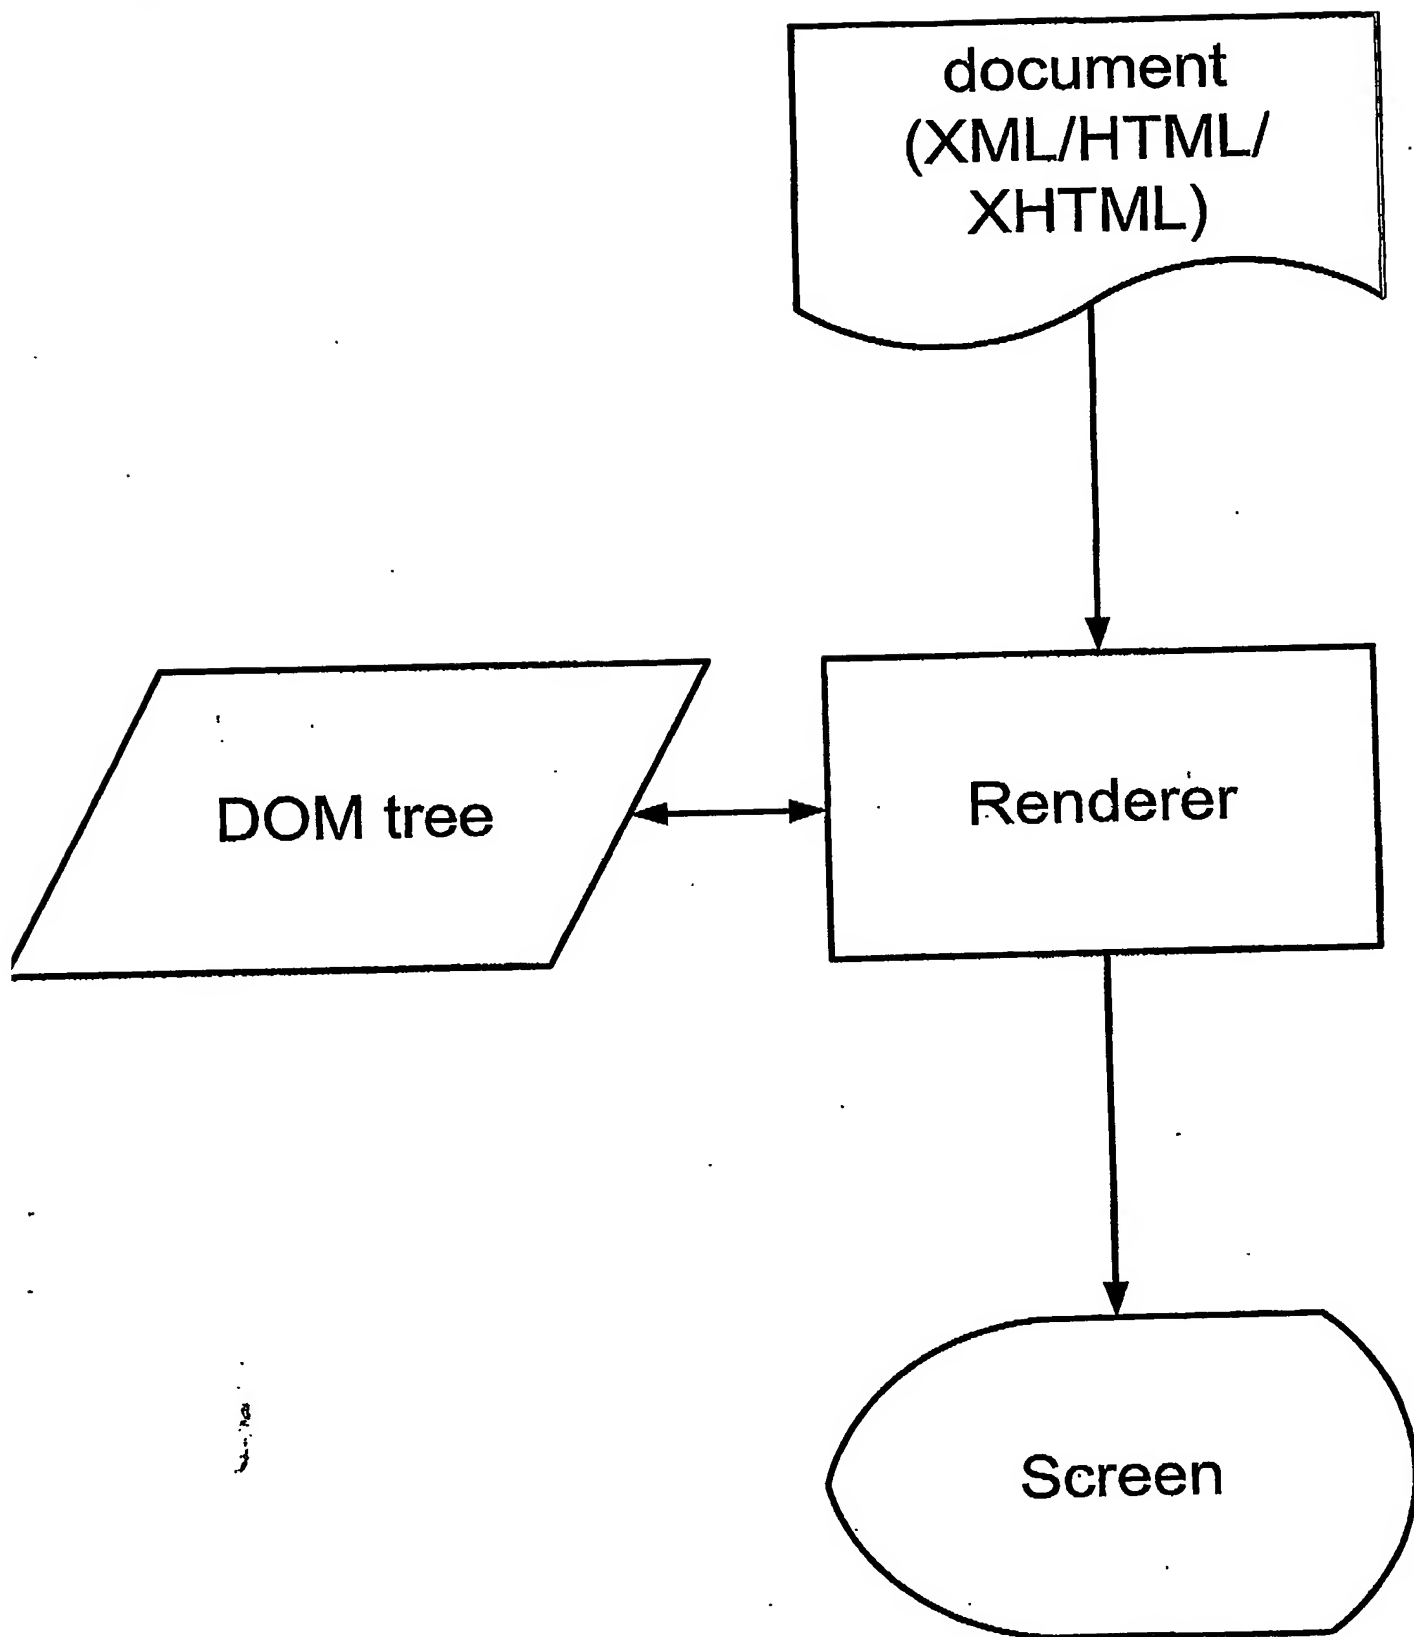 document
(XML/HTML/
XHTML)
DOM tree
Renderer
Screen